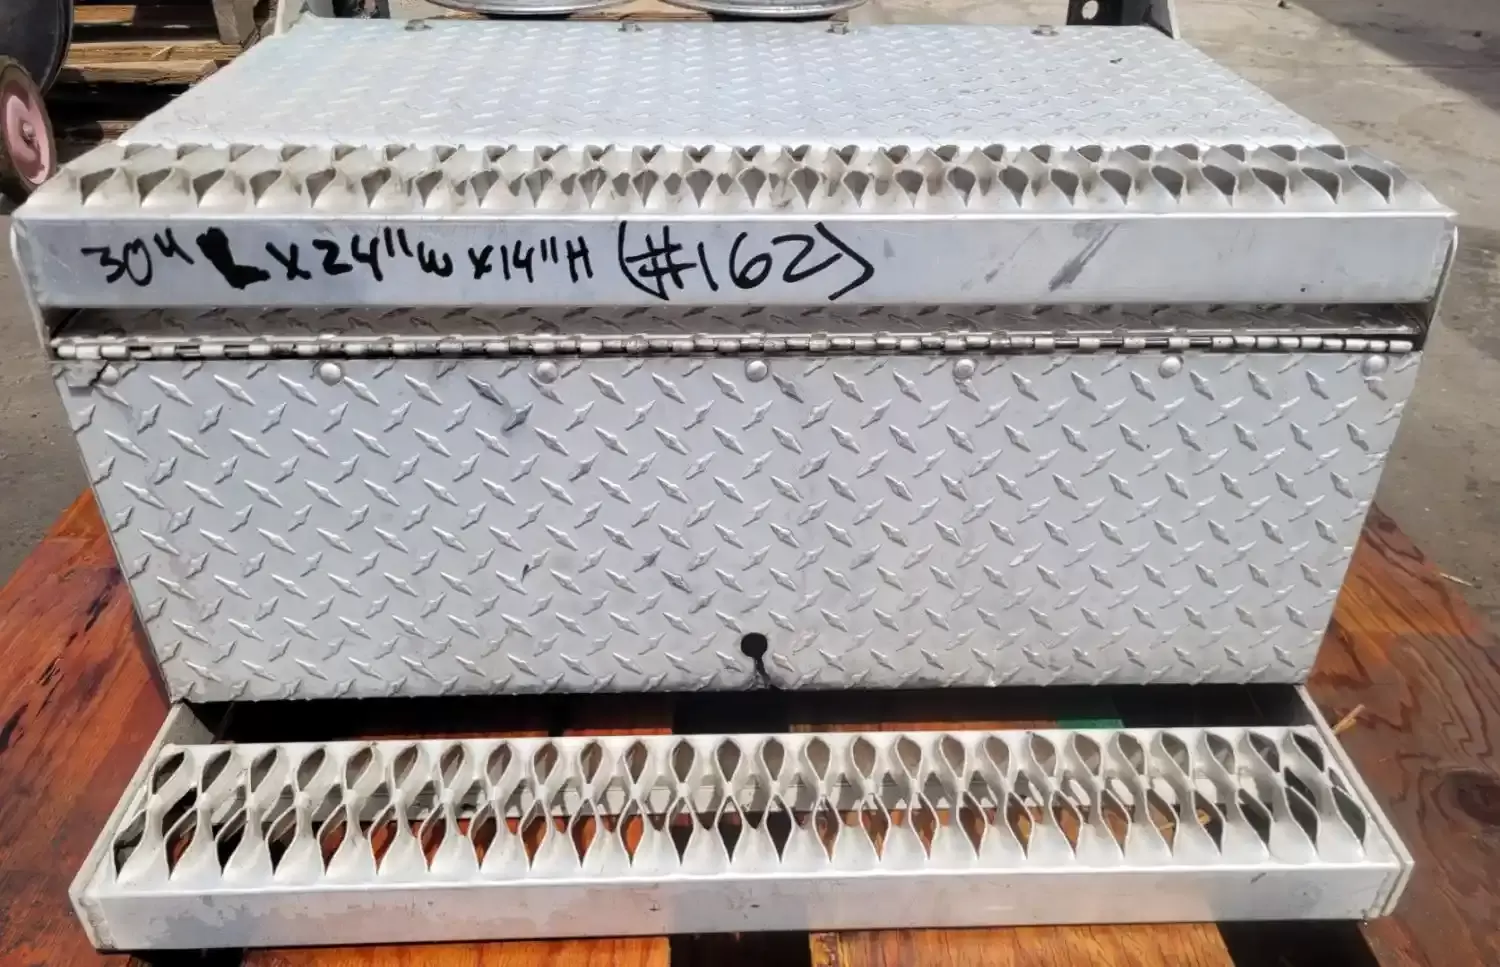 30" L x 24" W x 14" H (#162)